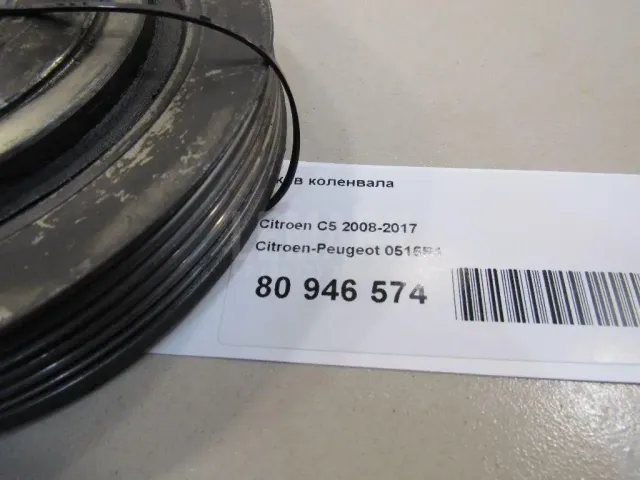 в коленвала
Citroen C5 2008-2017
Citroen-Peugeot
80 946 574